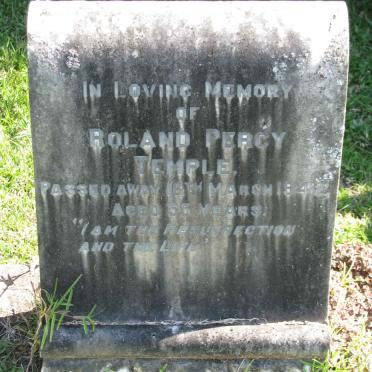 IN LOVING MEMORY
OF
ROLAND PERCY
TEMPLE.
PASSED AWAY MARCH
AGED YEARS.
"I AM THE RESURRECTION
AND THE LIFE"